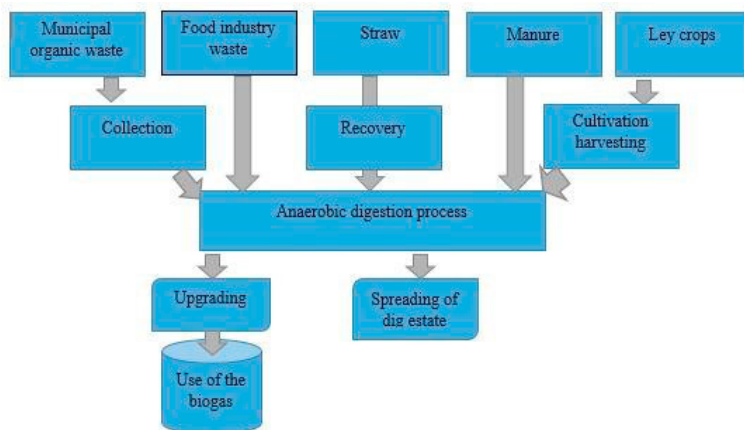 Municipal
organic waste
Food industry
waste
Straw
Manure
Ley crops
Collection
Recovery
Cultivation
harvesting
Anaerobic digestion process
Upgrading
Spreading of
dig estate
Use of the
biogas